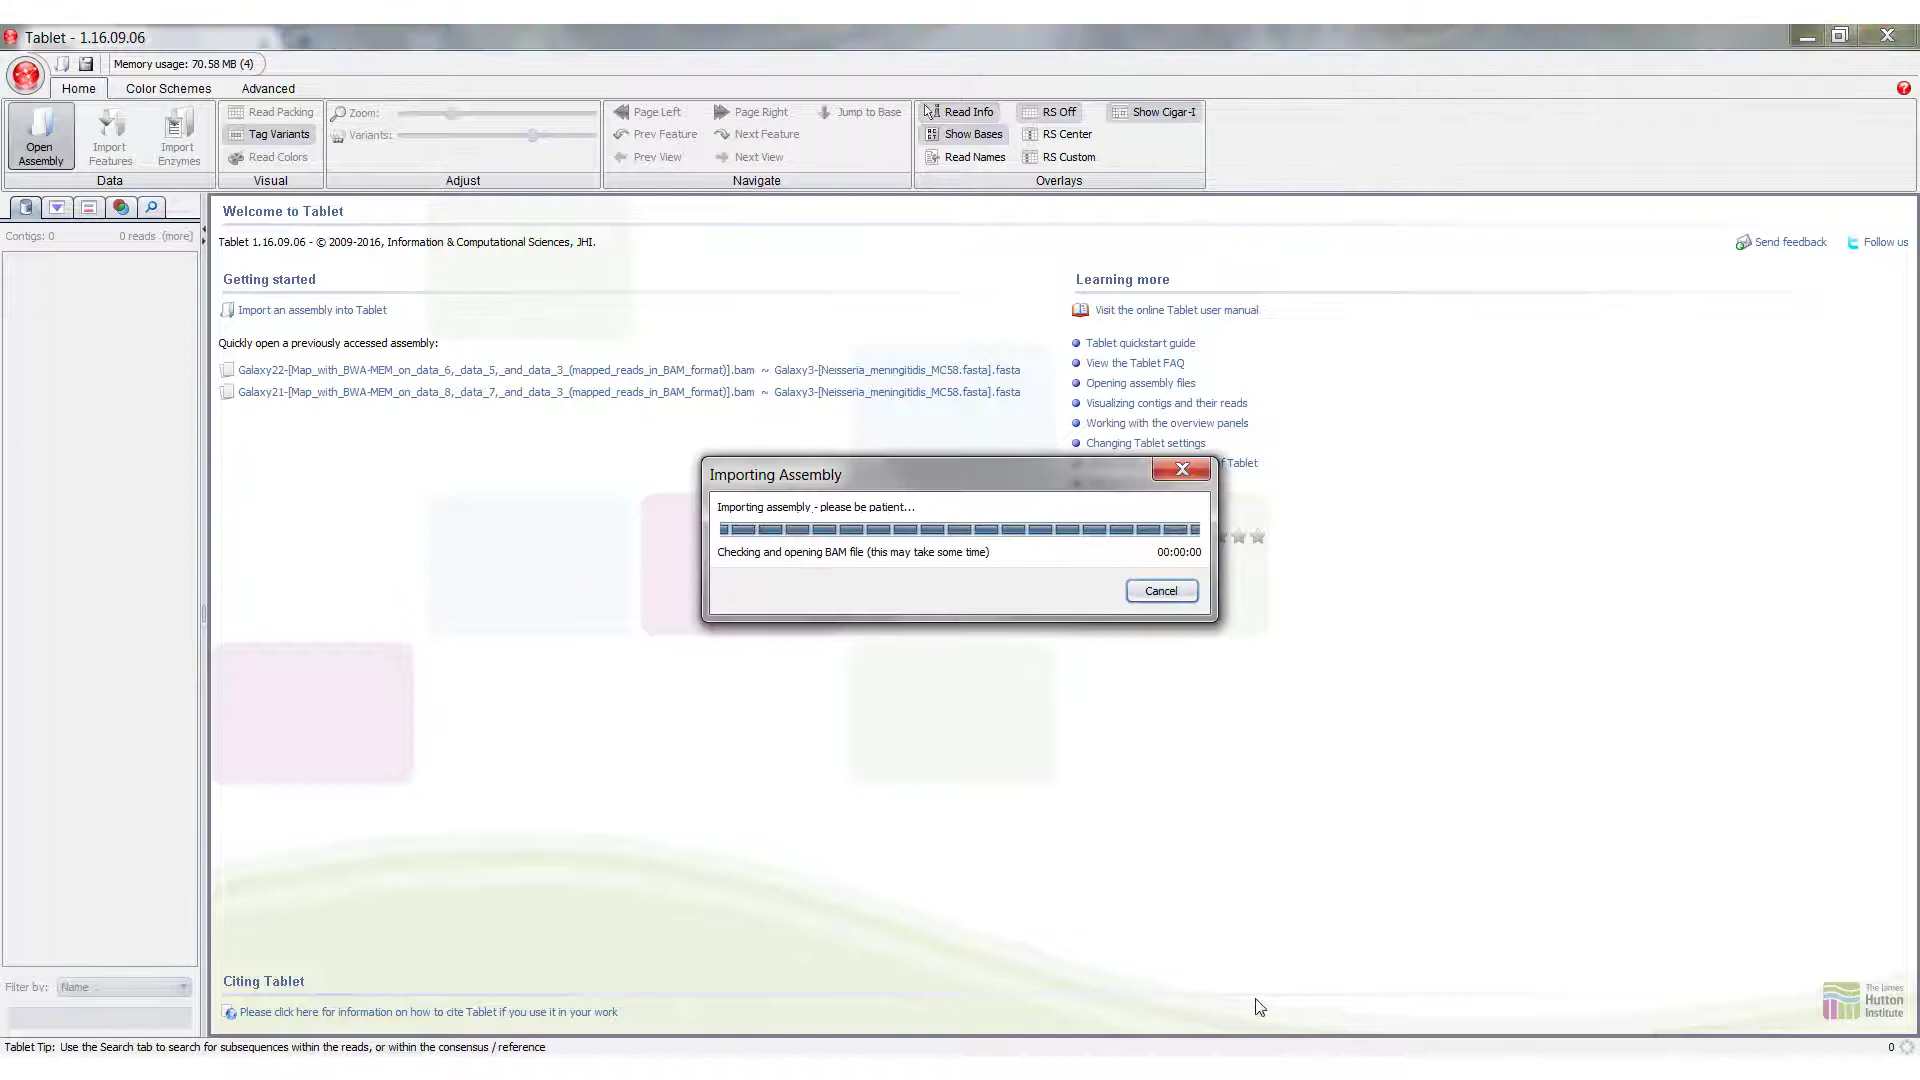 Tablet - 1.16.09.06
Memory usage: 70.58 MB (4)
Home Color Schemes Advanced
Open Assembly
Import Features
Import Enzymes
Data
Read Packing
Tag Variants
Read Colors
Visual
Zoom:
Variants:
Adjust
Page Left Page Right Jump to Base
Prev Feature Next Feature
Prev View Next View
Navigate
Read Info RS Off Show Cigar-I
Show Bases RS Center
Read Names RS Custom
Overlays
Contigs: 0 0 reads (more)
Welcome to Tablet
Tablet 1.16.09.06 - © 2009-2016, Information & Computational Sciences, JHI.
Send feedback Follow us
Getting started
Import an assembly into Tablet
Quickly open a previously accessed assembly:
Galaxy22-[Map_with_BWA-MEM_on_data_6,_data_5,_and_data_3_(mapped_reads_in_BAM_format)].bam ~ Galaxy3-[Neisseria_meningitidis_MC58.fasta].fasta
Galaxy21-[Map_with_BWA-MEM_on_data_8,_data_7,_and_data_3_(mapped_reads_in_BAM_format)].bam ~ Galaxy3-[Neisseria_meningitidis_MC58.fasta].fasta
Learning more
Visit the online Tablet user manual
Tablet quickstart guide
View the Tablet FAQ
Opening assembly files
Visualizing contigs and their reads
Working with the overview panels
Changing Tablet settings
Tablet
Importing Assembly
Importing assembly - please be patient...
Checking and opening BAM file (this may take some time) 00:00:00
Cancel
Citing Tablet
Please click here for information on how to cite Tablet if you use it in your work
Filter by: Name
The James
Hutton
Institute
Tablet Tip: Use the Search tab to search for subsequences within the reads, or within the consensus / reference
0